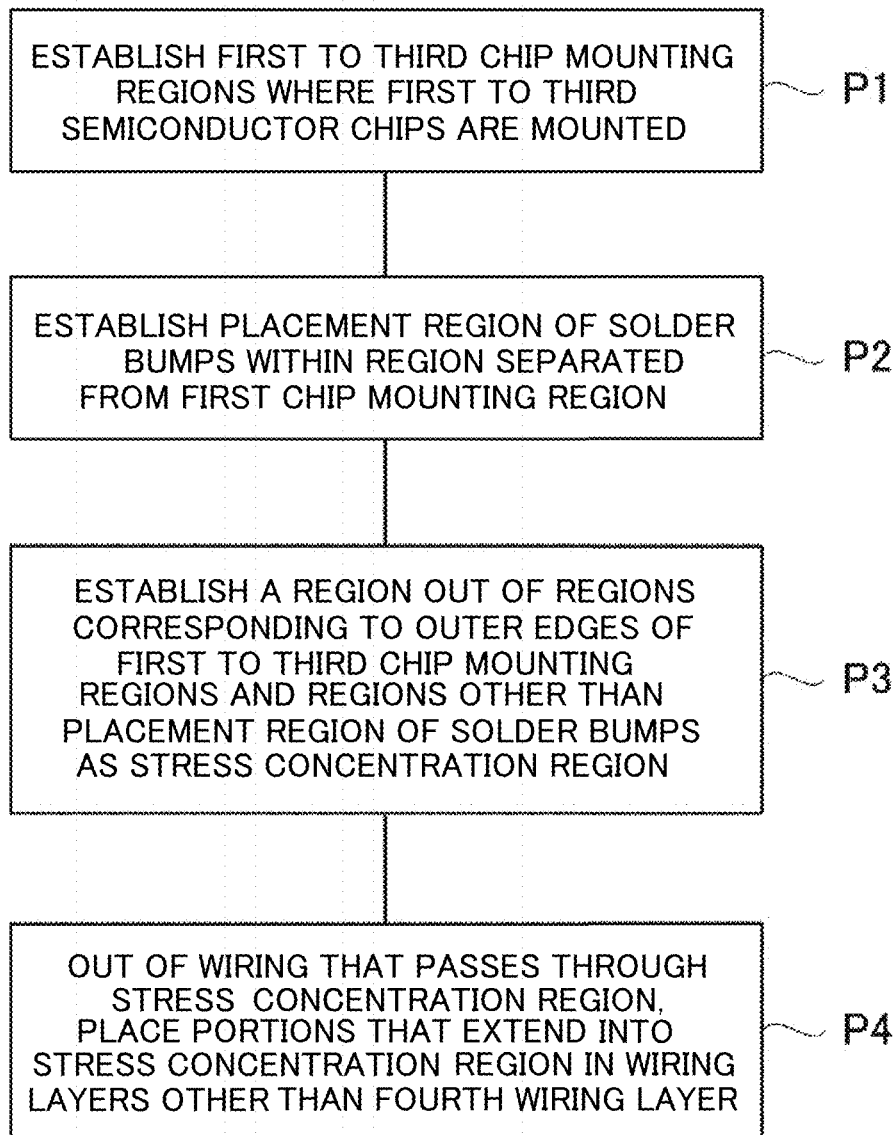 ESTABLISH FIRST TO THIRD CHIP MOUNTING
REGIONS WHERE FIRST TO THIRD
SEMICONDUCTOR CHIPS ARE MOUNTED
P1
ESTABLISH PLACEMENT REGION OF SOLDER
BUMPS WITHIN REGION SEPARATED
FROM FIRST CHIP MOUNTING REGION
P2
ESTABLISH A REGION OUT OF REGIONS
CORRESPONDING TO OUTER EDGES OF
FIRST TO THIRD CHIP MOUNTING
REGIONS AND REGIONS OTHER THAN
PLACEMENT REGION OF SOLDER BUMPS
AS STRESS CONCENTRATION REGION
P3
OUT OF WIRING THAT PASSES THROUGH
STRESS CONCENTRATION REGION,
PLACE PORTIONS THAT EXTEND INTO
STRESS CONCENTRATION REGION IN WIRING
LAYERS OTHER THAN FOURTH WIRING LAYER
P4